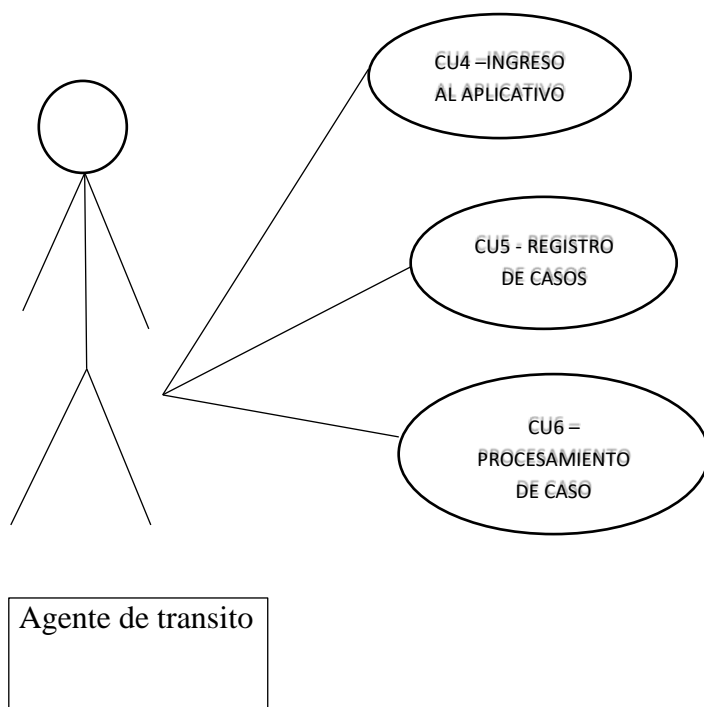 CU4 –INGRESO
AL APLICATIVO
CU5 - REGISTRO
DE CASOS
CU6 –
PROCESAMIENTO
DE CASO
Agente de transito